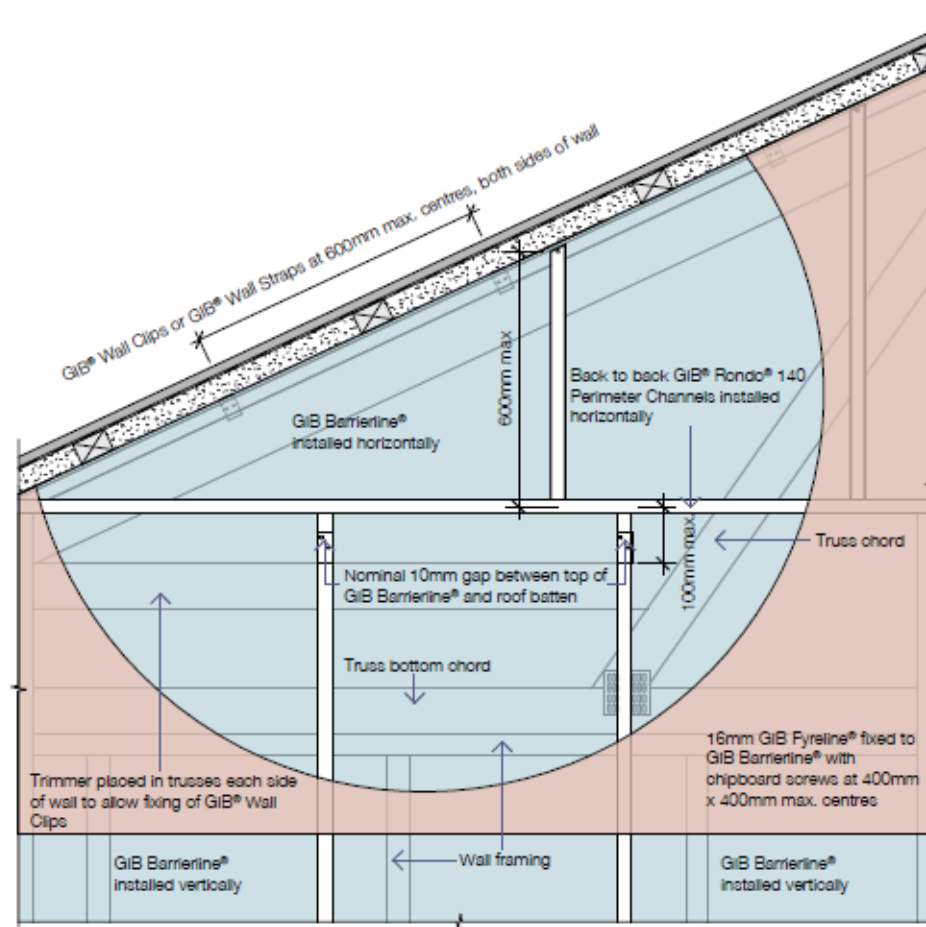 GIB® Wall Clips or GIB® Wall Straps at 600mm max. centres, both sides of wall
600mm max
Back to back GIB® Rondo® 140
Perimeter Channels installed
horizontally
GIB Barrierline®
installed horizontally
Truss chord
100mm max.
Nominal 10mm gap between top of
GIB Barrierline® and roof batten
Truss bottom chord
16mm GIB Fyreline® fixed to
GIB Barrierline® with
chipboard screws at 400mm
x 400mm max. centres
Trimmer placed in trusses each side
of wall to allow fixing of GIB® Wall
Clips
GIB Barrierline®
installed vertically
Wall framing
GIB Barrierline®
installed vertically